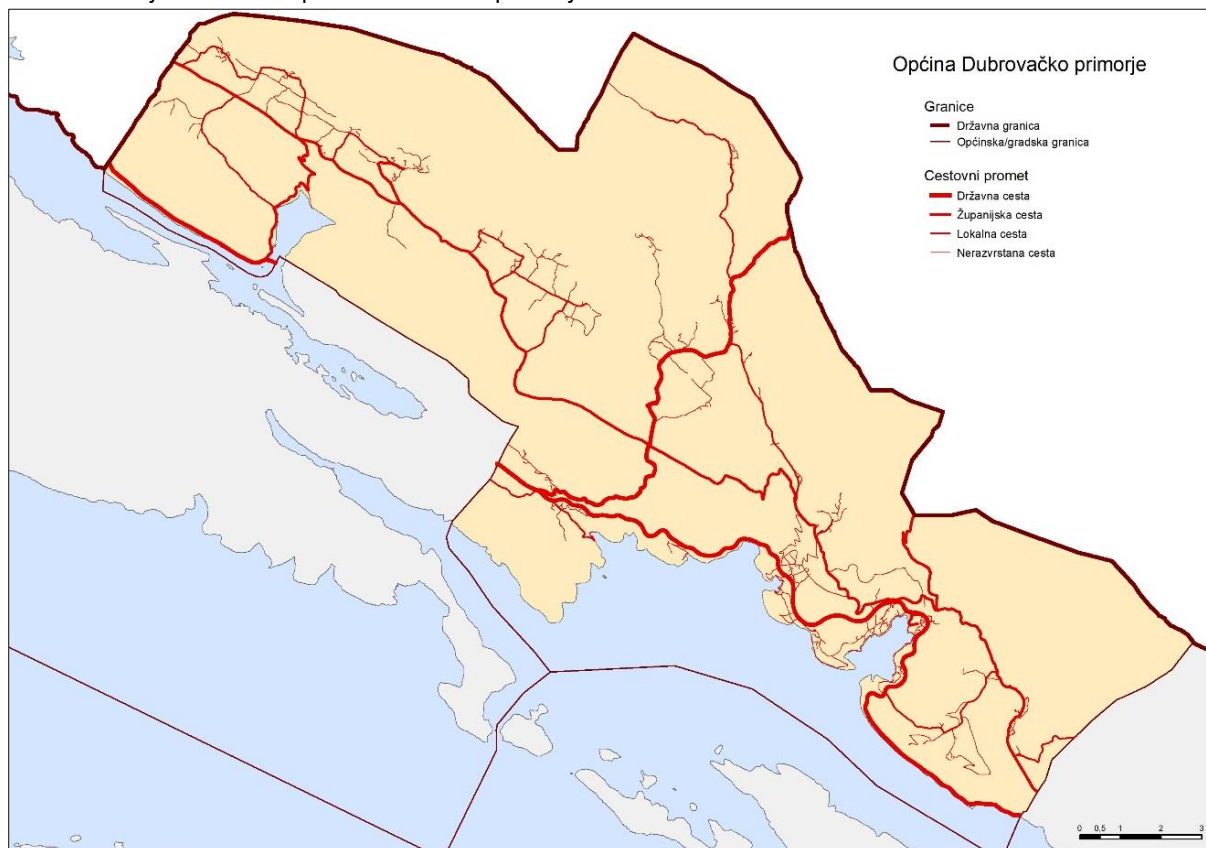 Općina Dubrovačko primorje
Granice
Državna granica
Općinska/gradska granica
Cestovni promet
Državna cesta
Županijska cesta
Lokalna cesta
Nerazvrstana cesta
0 0,5 1 2 3